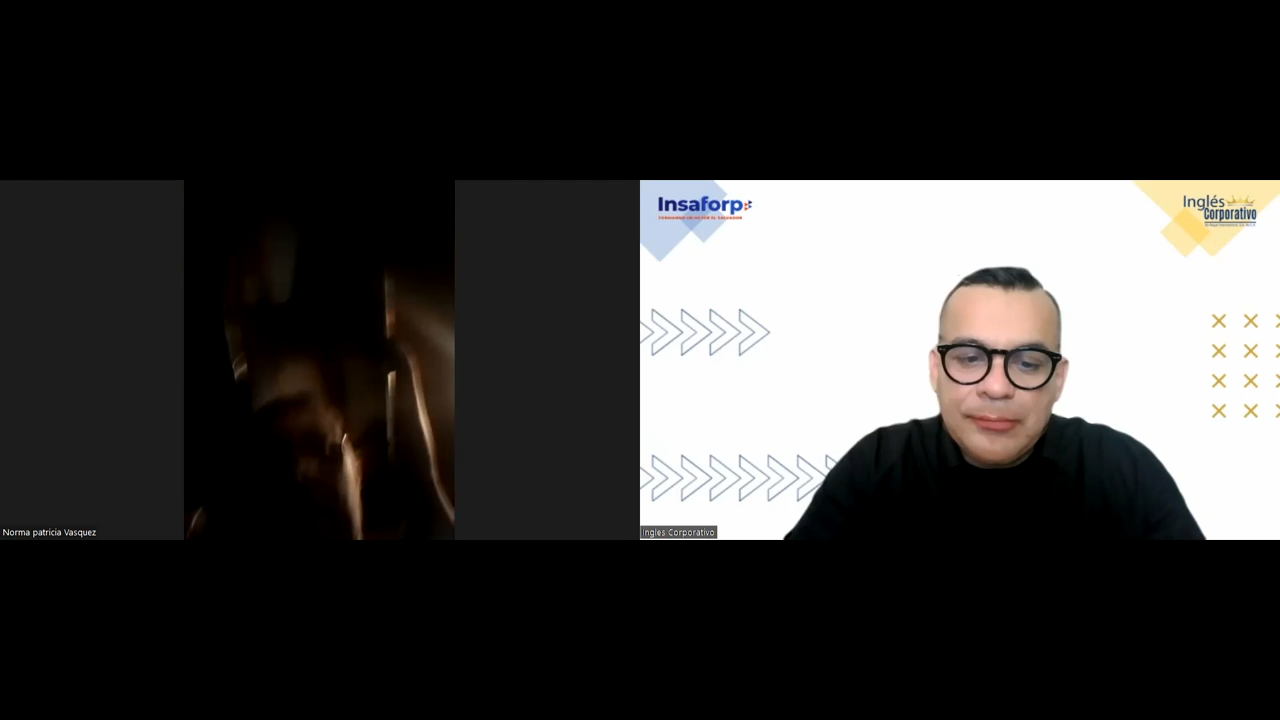 Insaforp
Inglés
Corporativo
Norma patricia Vasquez
Ingles Corporativo